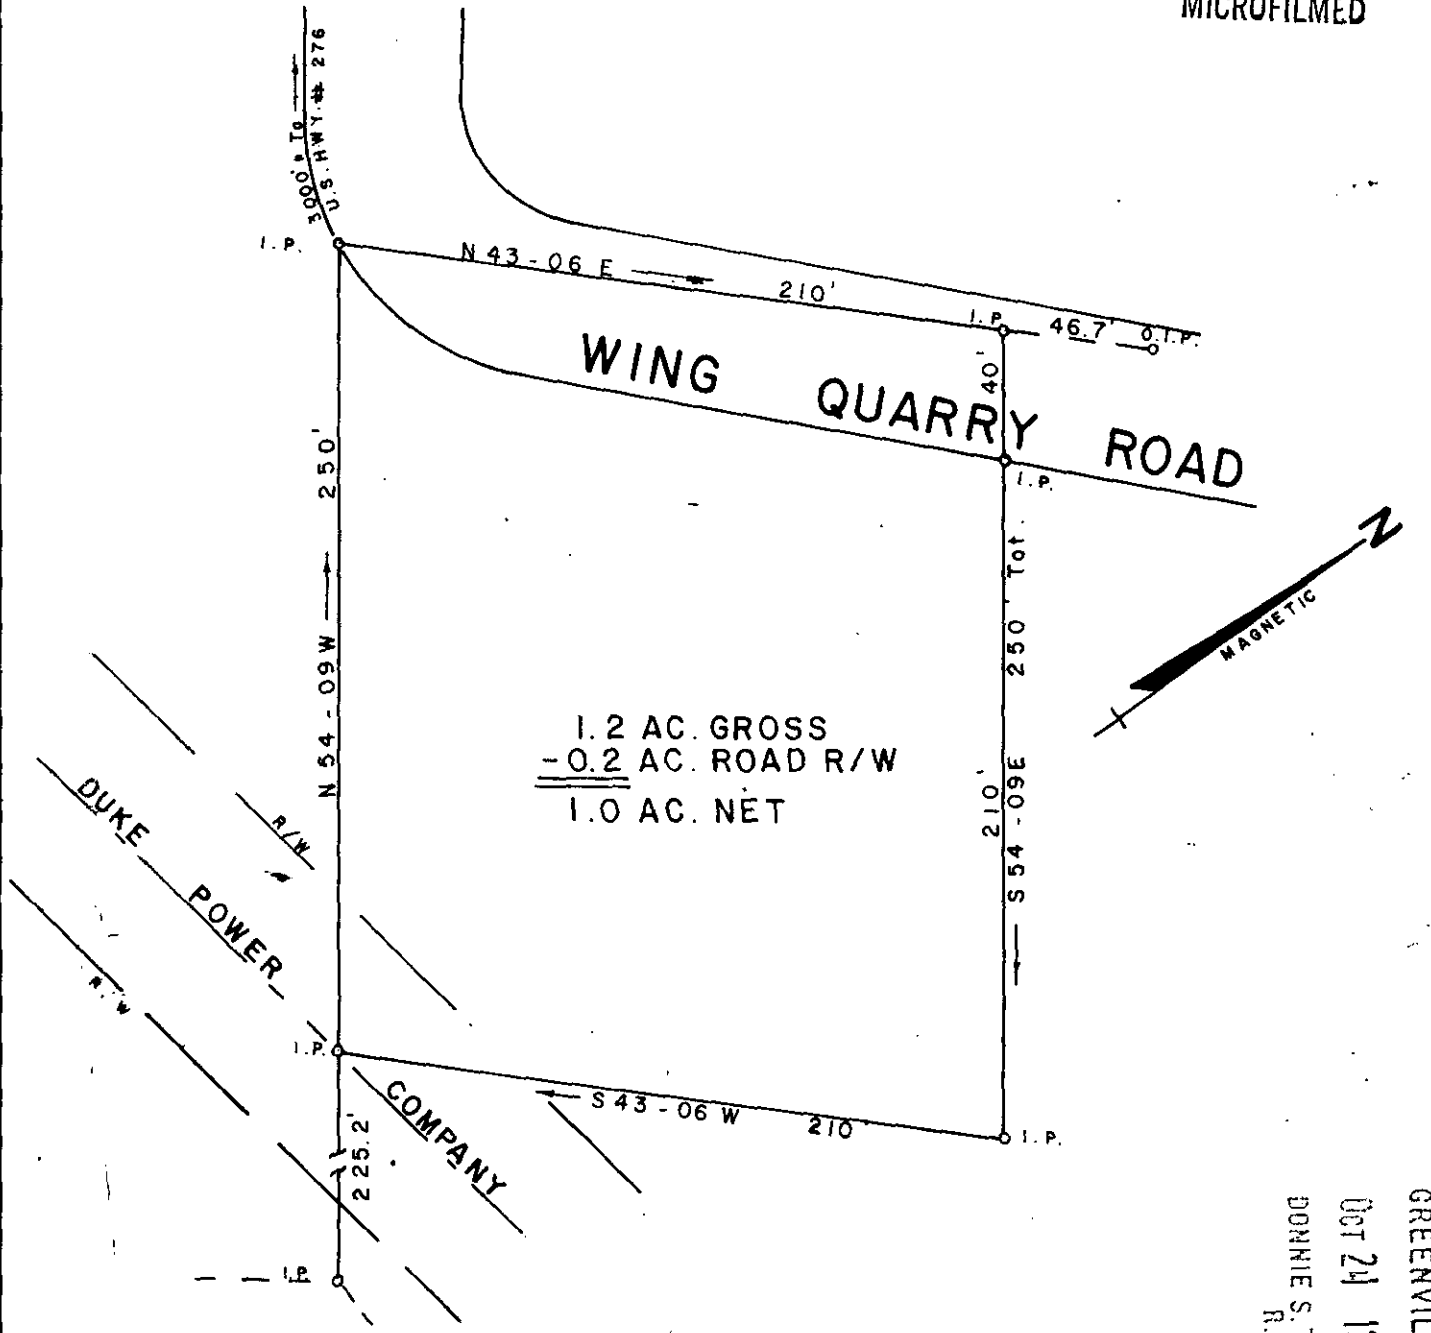 MICROFILMED
3000'± To
U.S. HWY. # 276
I.P.
N 43-06 E
210'
I.P.
46.7'
O.I.P.
40'
WING QUARRY ROAD
I.P.
250'
N 54-09W
250' Tot.
210'
S 54-09E
N
MAGNETIC
1.2 AC. GROSS
-0.2 AC. ROAD R/W
1.0 AC. NET
R/W
DUKE POWER COMPANY
R/W
I.P.
S 43-06 W
210'
I.P.
225.2'
I.P.
GREENVIL
OCT 24
DONNIE S.
R.